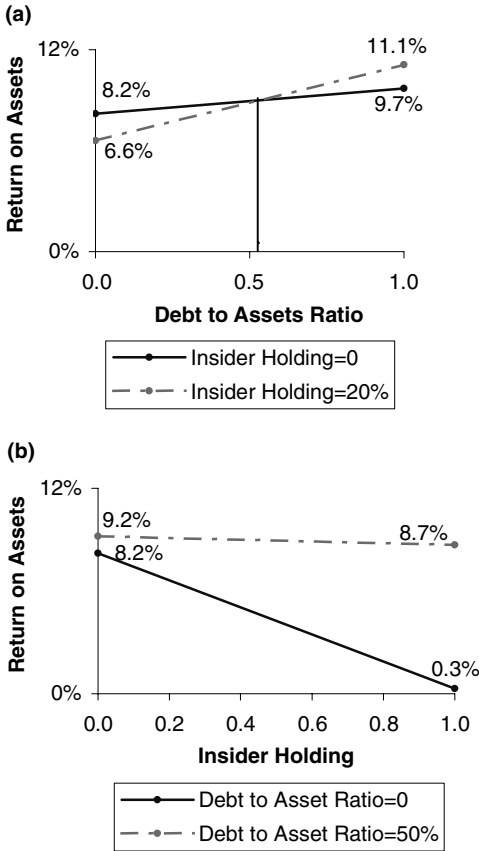 (a)
12%
11.1%
8.2%
9.7%
6.6%
Return on Assets
0%
0.0
0.5
1.0
Debt to Assets Ratio
Insider Holding=0
Insider Holding=20%
(b)
12%
9.2%
8.7%
8.2%
0.3%
Return on Assets
0%
0.0
0.2
0.4
0.6
0.8
1.0
Insider Holding
Debt to Asset Ratio=0
Debt to Asset Ratio=50%